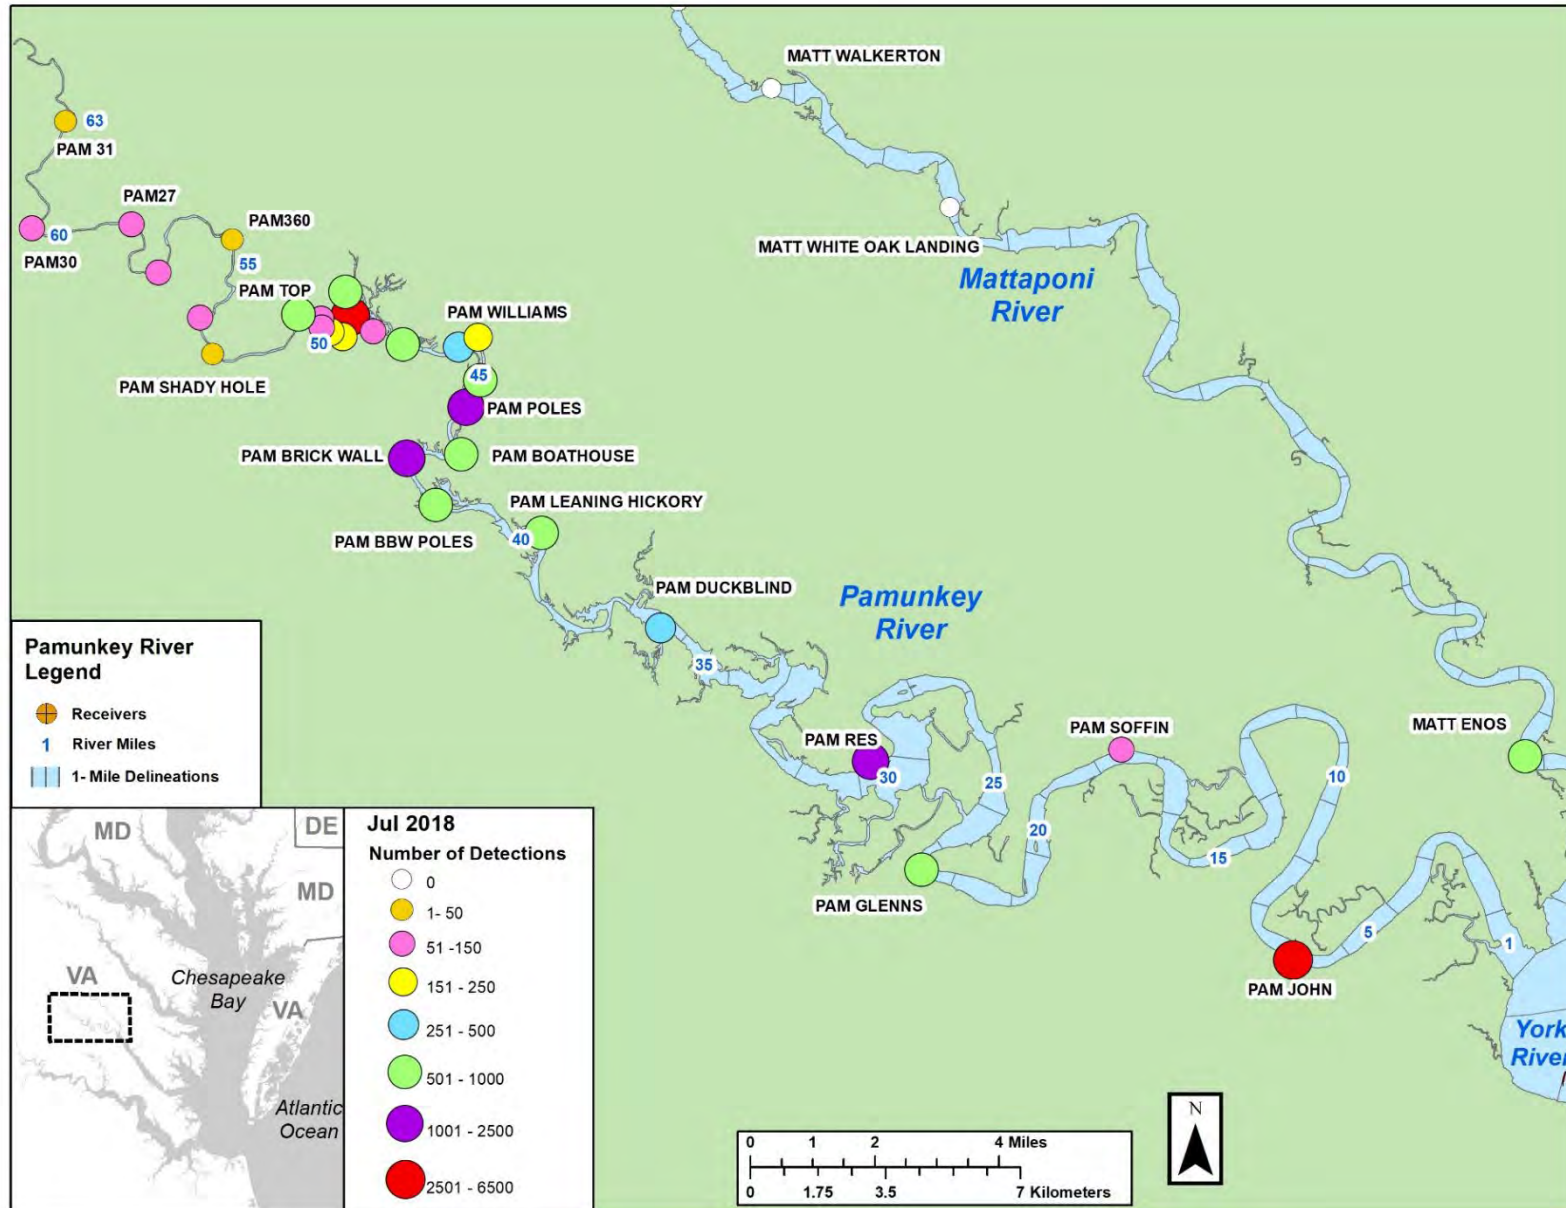 MATT WALKERTON
63
PAM 31
PAM27
PAM360
60
PAM30
55
MATT WHITE OAK LANDING
Mattaponi
River
PAM TOP
PAM WILLIAMS
50
45
PAM SHADY HOLE
PAM POLES
PAM BRICK WALL
PAM BOATHOUSE
PAM LEANING HICKORY
PAM BBW POLES
40
PAM DUCKBLIND
Pamunkey
River
35
PAM SOFFIN
MATT ENOS
PAM RES
30
25
10
20
15
PAM GLENNS
5
1
PAM JOHN
York
River
Pamunkey River
Legend
Receivers
1 River Miles
1- Mile Delineations
MD
DE
MD
VA
Chesapeake
Bay
VA
Atlantic
Ocean
Jul 2018
Number of Detections
0
1- 50
51 -150
151 - 250
251 - 500
501 - 1000
1001 - 2500
2501 - 6500
0 1 2 4 Miles
0 1.75 3.5 7 Kilometers
N